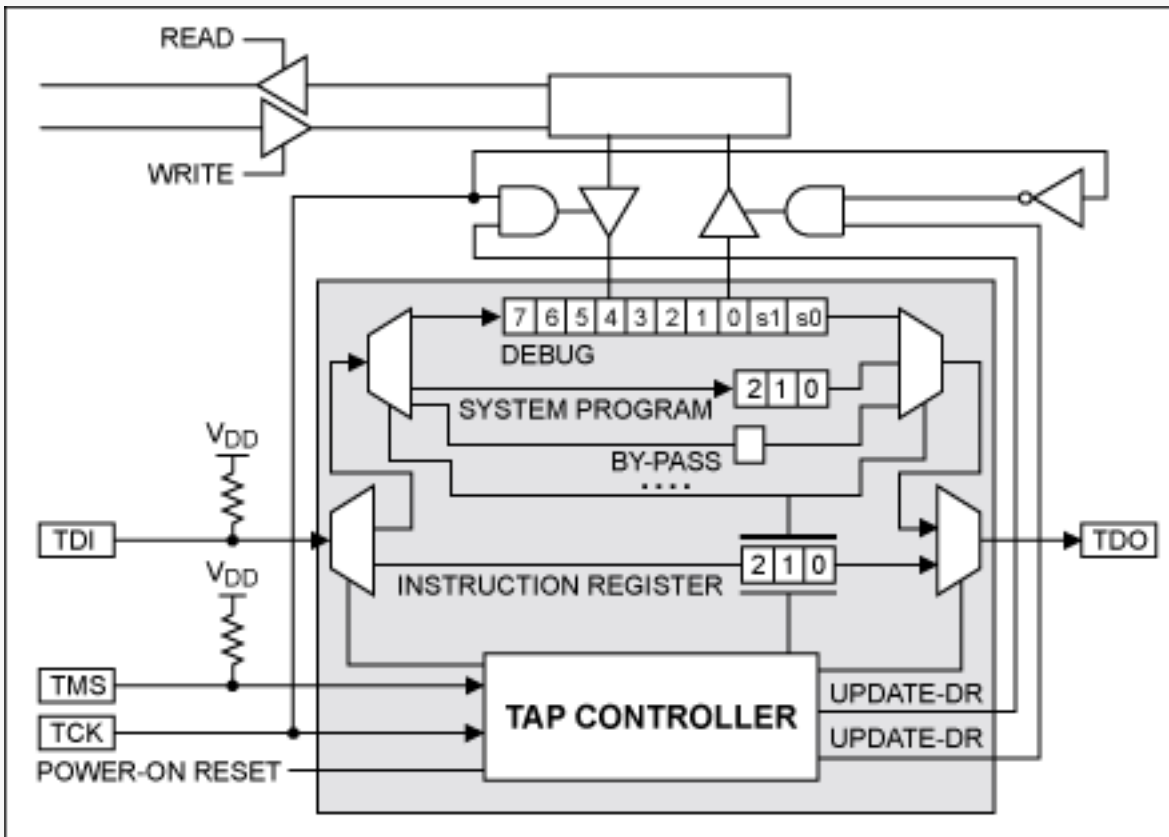 READ
WRITE
7 6 5 4 3 2 1 0 s1 s0
DEBUG
2 1 0
SYSTEM PROGRAM
BY-PASS
....
VDD
TDI
TDO
VDD
2 1 0
INSTRUCTION REGISTER
TMS
TAP CONTROLLER
UPDATE-DR
TCK
UPDATE-DR
POWER-ON RESET